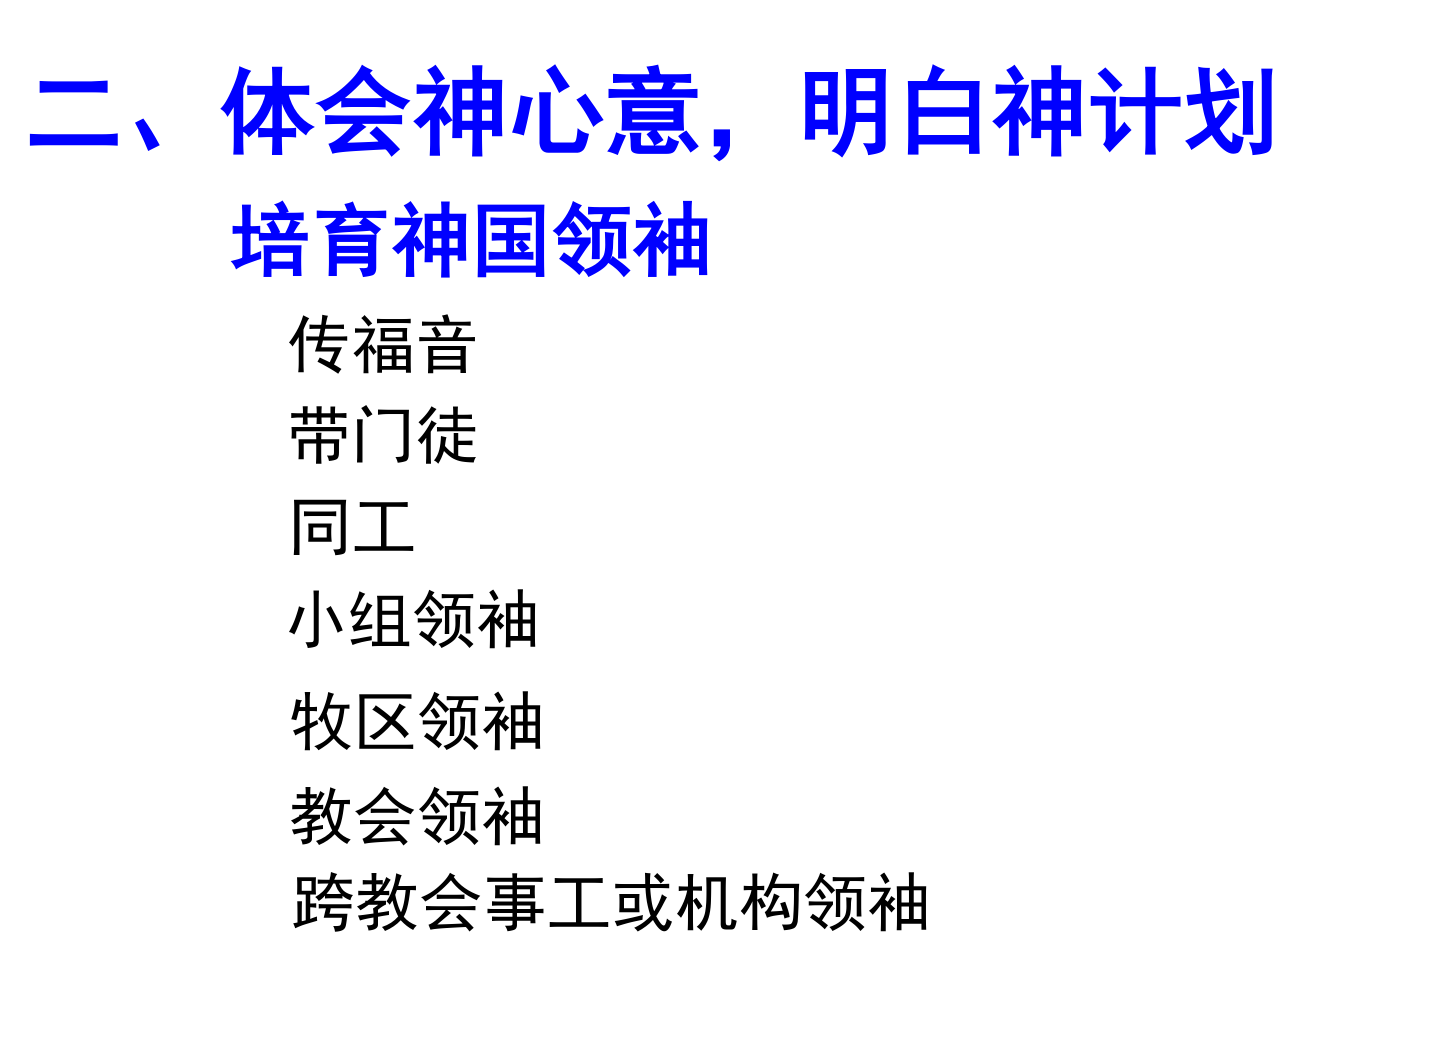 二、体会神心意，明白神计划
培育神国领袖
传福音
带门徒
同工
小组领袖
牧区领袖
教会领袖
跨教会事工或机构领袖